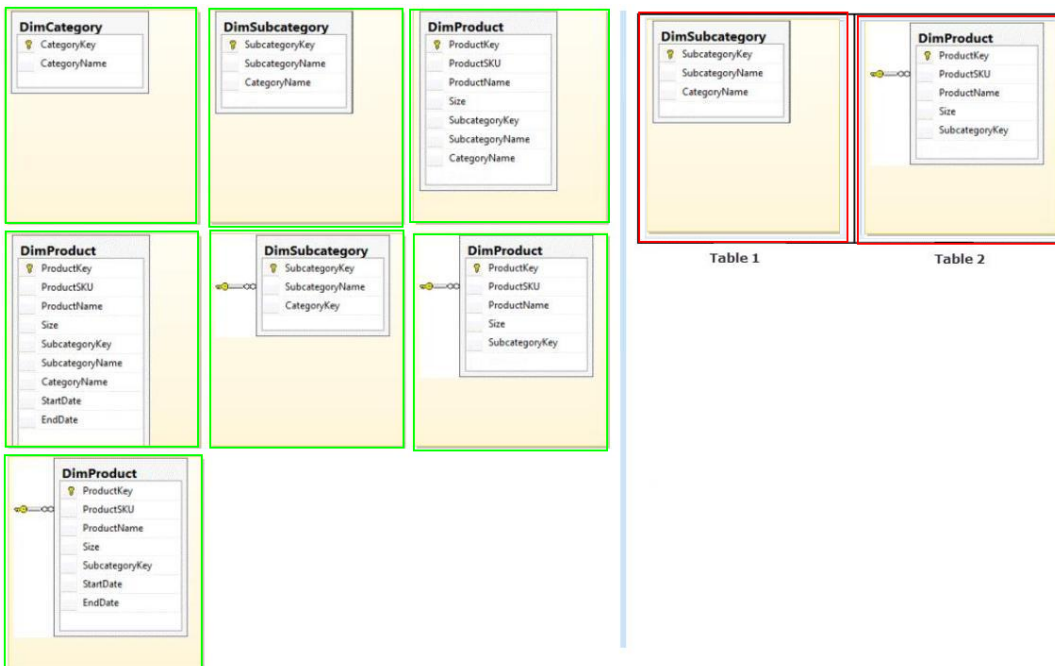 DimCategory
CategoryKey
CategoryName
DimSubcategory
SubcategoryKey
SubcategoryName
CategoryName
DimProduct
ProductKey
ProductSKU
ProductName
Size
SubcategoryKey
SubcategoryName
CategoryName
DimProduct
ProductKey
ProductSKU
ProductName
Size
SubcategoryKey
SubcategoryName
CategoryName
StartDate
EndDate
DimSubcategory
SubcategoryKey
SubcategoryName
CategoryKey
DimProduct
ProductKey
ProductSKU
ProductName
Size
SubcategoryKey
DimProduct
ProductKey
ProductSKU
ProductName
Size
SubcategoryKey
StartDate
EndDate
DimSubcategory
SubcategoryKey
SubcategoryName
CategoryName
Table 1
DimProduct
ProductKey
ProductSKU
ProductName
Size
SubcategoryKey
Table 2